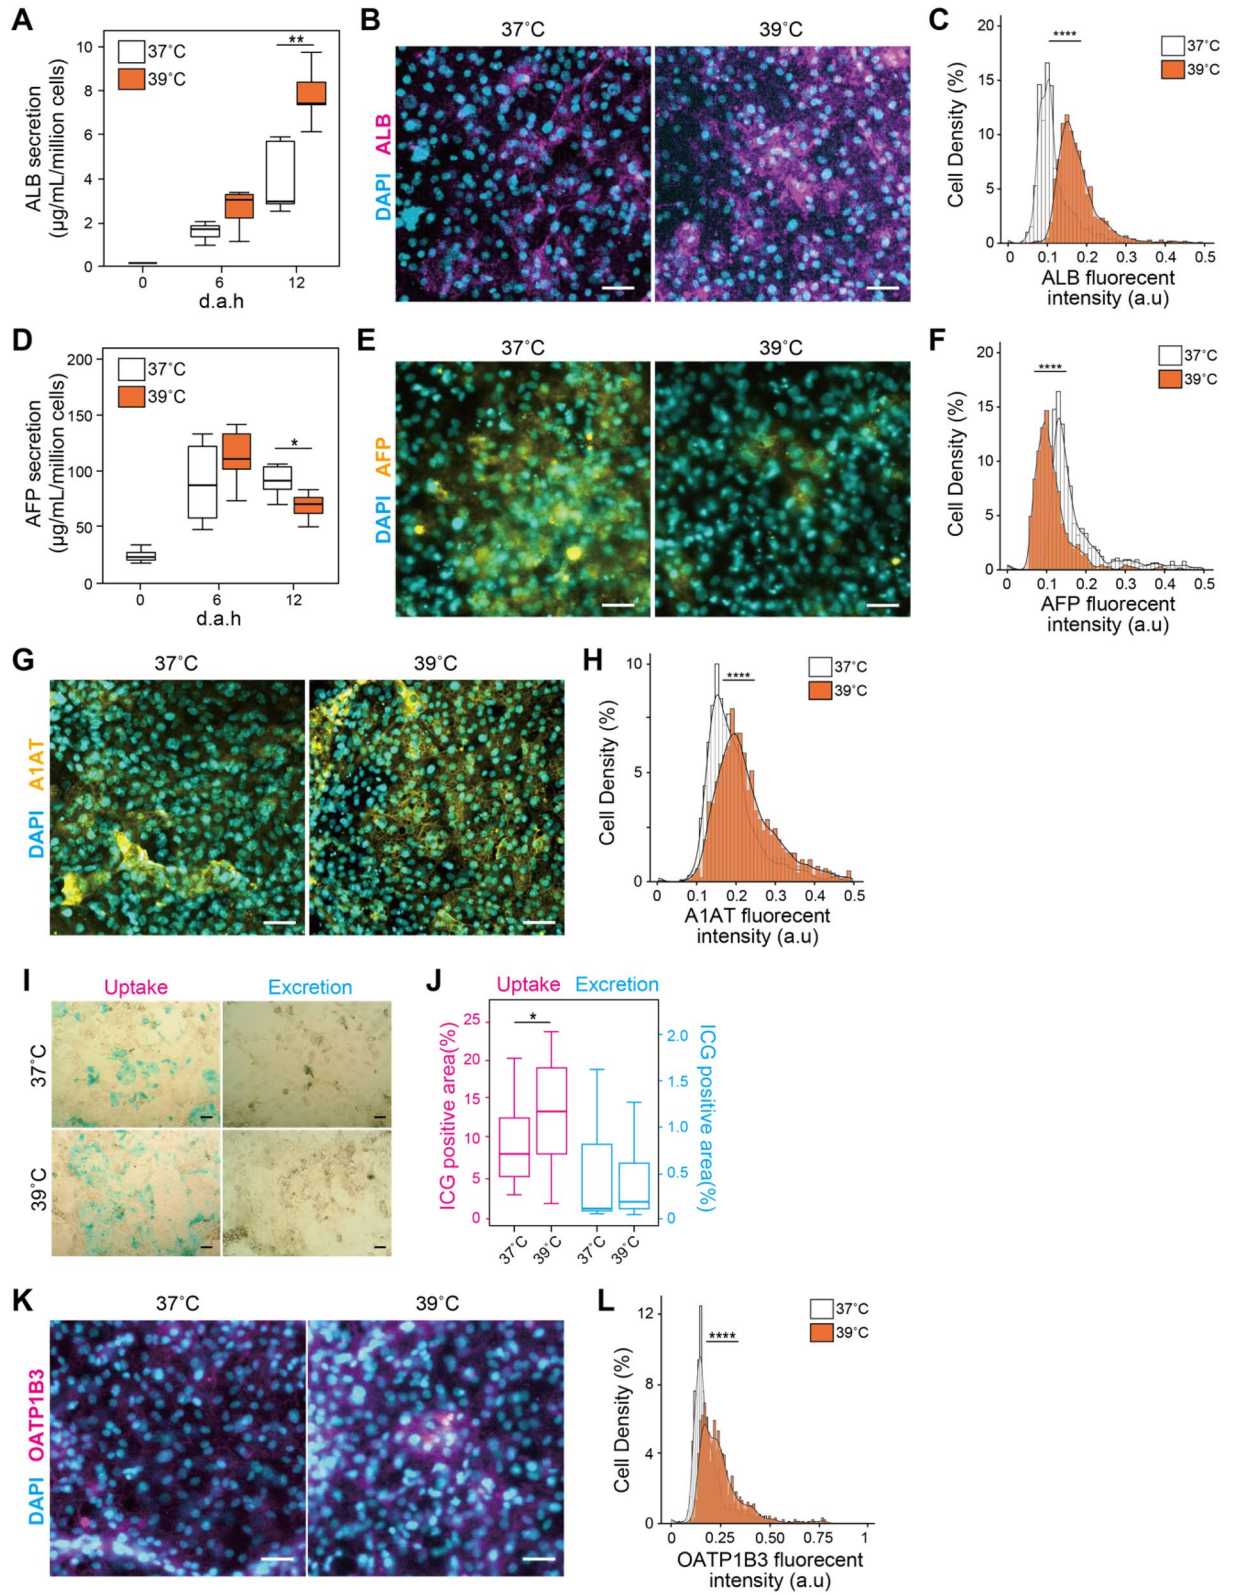 A
ALB secretion
(µg/mL/million cells)
10
8
6
4
2
0
37˚C
39˚C
**
0
6
12
d.a.h
B
37˚C
39˚C
DAPI ALB
C
Cell Density (%)
20
15
10
5
0
****
37˚C
39˚C
0
0.1
0.2
0.3
0.4
0.5
ALB fluorecent
intensity (a.u)
D
AFP secretion
(µg/mL/million cells)
200
150
100
50
0
37˚C
39˚C
*
0
6
12
d.a.h
E
37˚C
39˚C
DAPI AFP
F
Cell Density (%)
20
15
10
5
0
****
37˚C
39˚C
0
0.1
0.2
0.3
0.4
0.5
AFP fluorecent
intensity (a.u)
G
37˚C
39˚C
DAPI A1AT
H
Cell Density (%)
10
5
0
****
37˚C
39˚C
0
0.1
0.2
0.3
0.4
0.5
A1AT fluorecent
intensity (a.u)
I
Uptake
Excretion
37˚C
39˚C
J
Uptake
Excretion
ICG positive area(%)
25
20
15
10
5
0
*
2.0
1.5
1.0
0.5
0
ICG positive area(%)
37˚C
39˚C
37˚C
39˚C
K
37˚C
39˚C
DAPI OATP1B3
L
Cell Density (%)
12
8
4
0
****
37˚C
39˚C
0
0.25
0.50
0.75
1
OATP1B3 fluorecent
intensity (a.u)